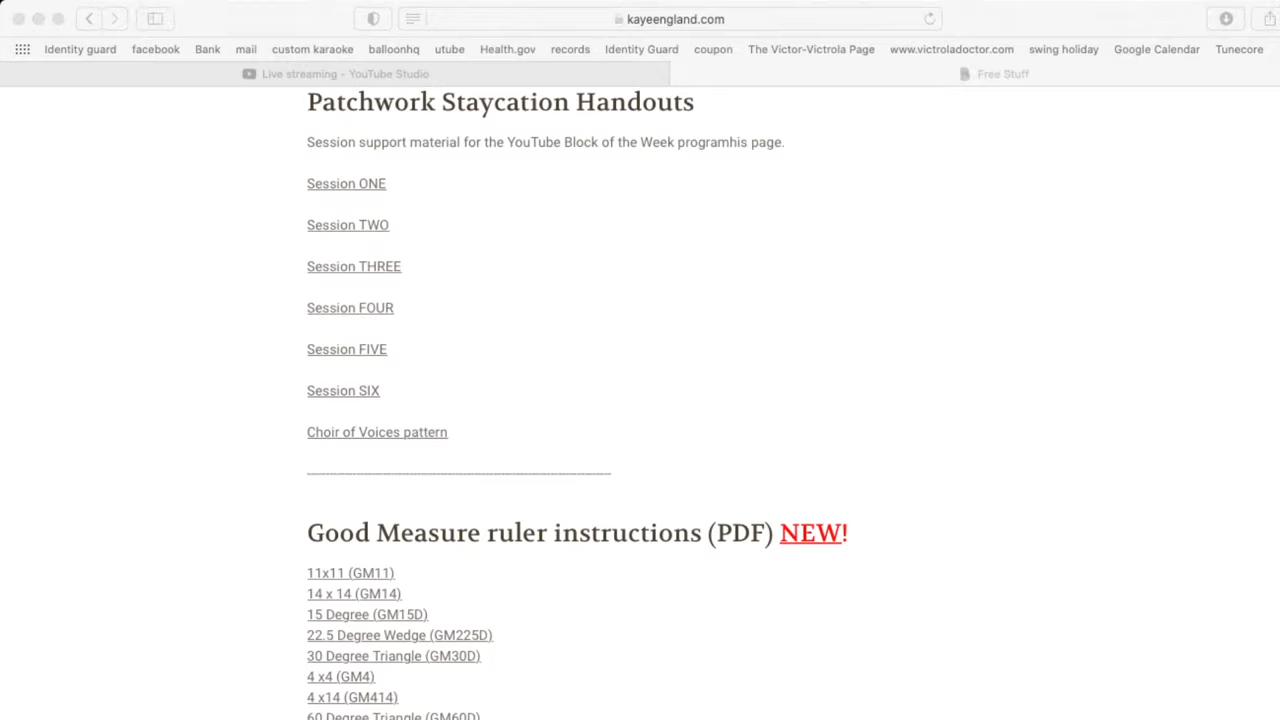 kayeengland.com
Identity guard facebook Bank mail custom karaoke balloonhq utube Health.gov records Identity Guard coupon The Victor-Victrola Page www.victroladoctor.com swing holiday Google Calendar Tunecore
Live streaming - YouTube Studio Free Stuff
Patchwork Staycation Handouts
Session support material for the YouTube Block of the Week programhis page.
Session ONE
Session TWO
Session THREE
Session FOUR
Session FIVE
Session SIX
Choir of Voices pattern
Good Measure ruler instructions (PDF) NEW!
11x11 (GM11)
14 x 14 (GM14)
15 Degree (GM15D)
22.5 Degree Wedge (GM225D)
30 Degree Triangle (GM30D)
4 x4 (GM4)
4 x14 (GM414)
60 Degree Triangle (GM60D)